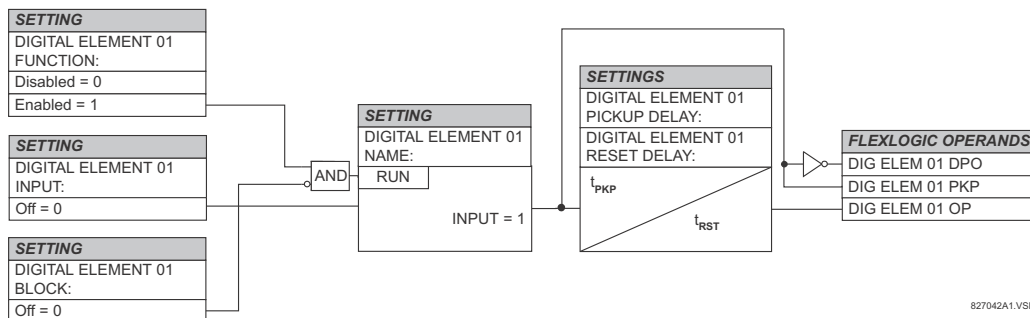 SETTING
DIGITAL ELEMENT 01
FUNCTION:
Disabled = 0
Enabled = 1
SETTING
DIGITAL ELEMENT 01
INPUT:
Off = 0
SETTING
DIGITAL ELEMENT 01
BLOCK:
Off = 0
AND
SETTING
DIGITAL ELEMENT 01
NAME:
RUN
INPUT = 1
SETTINGS
DIGITAL ELEMENT 01
PICKUP DELAY:
DIGITAL ELEMENT 01
RESET DELAY:
tPKP
tRST
FLEXLOGIC OPERANDS
DIG ELEM 01 DPO
DIG ELEM 01 PKP
DIG ELEM 01 OP
827042A1.VSD